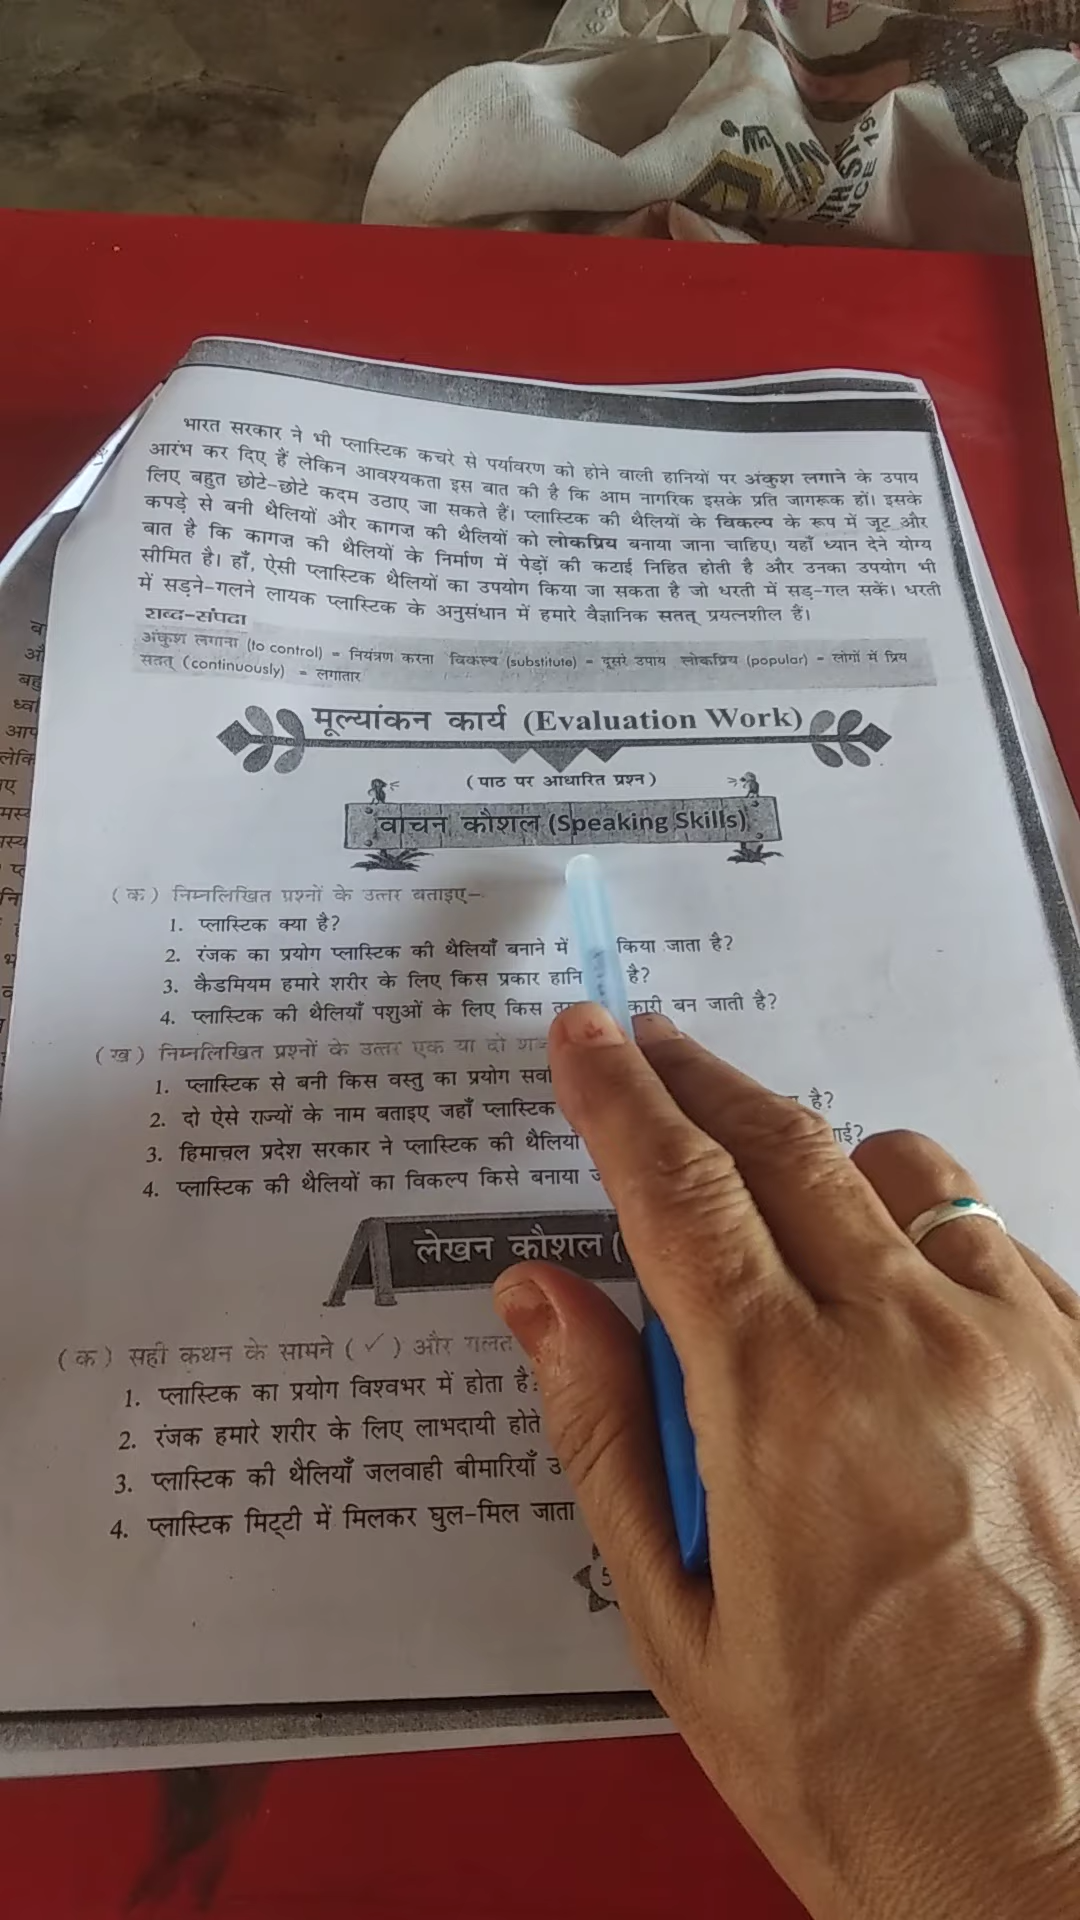 भारत सरकार ने भी प्लास्टिक कचरे से पर्यावरण को होने वाली हानियों पर अंकुश लगाने के उपाय
आरंभ कर दिए हैं लेकिन आवश्यकता इस बात की है कि आम नागरिक इसके प्रति जागरूक हों। इसके
लिए बहुत छोटे-छोटे कदम उठाए जा सकते हैं। प्लास्टिक की थैलियों के विकल्प के रूप में जूट और
कपड़े से बनी थैलियों और कागज़ की थैलियों को लोकप्रिय बनाया जाना चाहिए। यहाँ ध्यान देने योग्य
बात है कि कागज़ की थैलियों के निर्माण में पेड़ों की कटाई निहित होती है और उनका उपयोग भी
सीमित है। हाँ, ऐसी प्लास्टिक थैलियों का उपयोग किया जा सकता है जो धरती में सड़-गल सकें। धरती
में सड़ने-गलने लायक प्लास्टिक के अनुसंधान में हमारे वैज्ञानिक सतत् प्रयत्नशील हैं।
शब्द-संपदा
अंकुश लगाना (to control) = नियंत्रण करना विकल्प (substitute) = दूसरे उपाय लोकप्रिय (popular) = लोगों में प्रिय
सतत् (continuously) = लगातार
मूल्यांकन कार्य (Evaluation Work)
(पाठ पर आधारित प्रश्न)
वाचन कौशल (Speaking Skills)
(क) निम्नलिखित प्रश्नों के उत्तर बताइए-
1. प्लास्टिक क्या है?
2. रंजक का प्रयोग प्लास्टिक की थैलियाँ बनाने में किया जाता है?
3. कैडमियम हमारे शरीर के लिए किस प्रकार हानि है?
4. प्लास्टिक की थैलियाँ पशुओं के लिए किस कारी बन जाती है?
(ख) निम्नलिखित प्रश्नों के उत्तर एक या दो
1. प्लास्टिक से बनी किस वस्तु का प्रयोग है?
2. दो ऐसे राज्यों के नाम बताइए जहाँ प्लास्टिक
3. हिमाचल प्रदेश सरकार ने प्लास्टिक की
4. प्लास्टिक की थैलियों का विकल्प किसे बनाया
लेखन कौशल (
(क) सही कथन के सामने (✓) और गलत
1. प्लास्टिक का प्रयोग विश्वभर में होता है
2. रंजक हमारे शरीर के लिए लाभदायी होते
3. प्लास्टिक की थैलियाँ जलवाही बीमारियाँ
4. प्लास्टिक मिट्टी में मिलकर घुल-मिल जाता
5